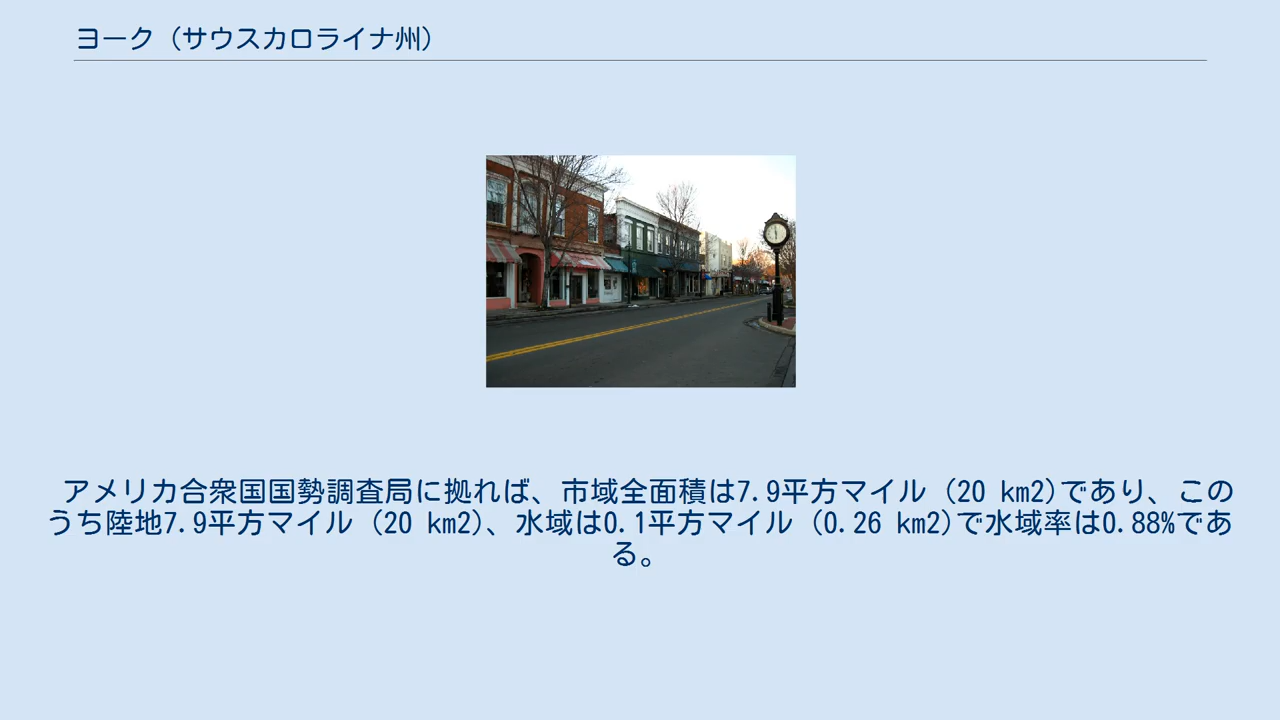 ヨーク（サウスカロライナ州）
アメリカ合衆国国勢調査局に拠れば、市域全面積は7.9平方マイル (20 km2)であり、この
うち陸地7.9平方マイル (20 km2)、水域は0.1平方マイル (0.26 km2)で水域率は0.88%であ
る。